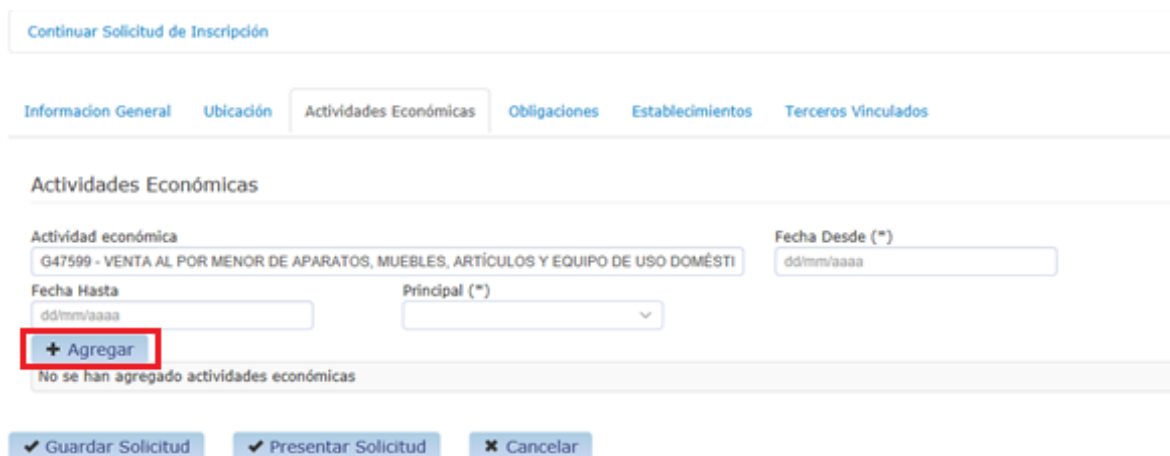 Continuar Solicitud de Inscripción
Informacion General Ubicación Actividades Económicas Obligaciones Establecimientos Terceros Vinculados
Actividades Económicas
Actividad económica Fecha Desde (*)
G47599 - VENTA AL POR MENOR DE APARATOS, MUEBLES, ARTÍCULOS Y EQUIPO DE USO DOMÉSTI dd/mm/aaaa
Fecha Hasta Principal (*)
dd/mm/aaaa
+ Agregar
No se han agregado actividades económicas
✔ Guardar Solicitud ✔ Presentar Solicitud ✖ Cancelar